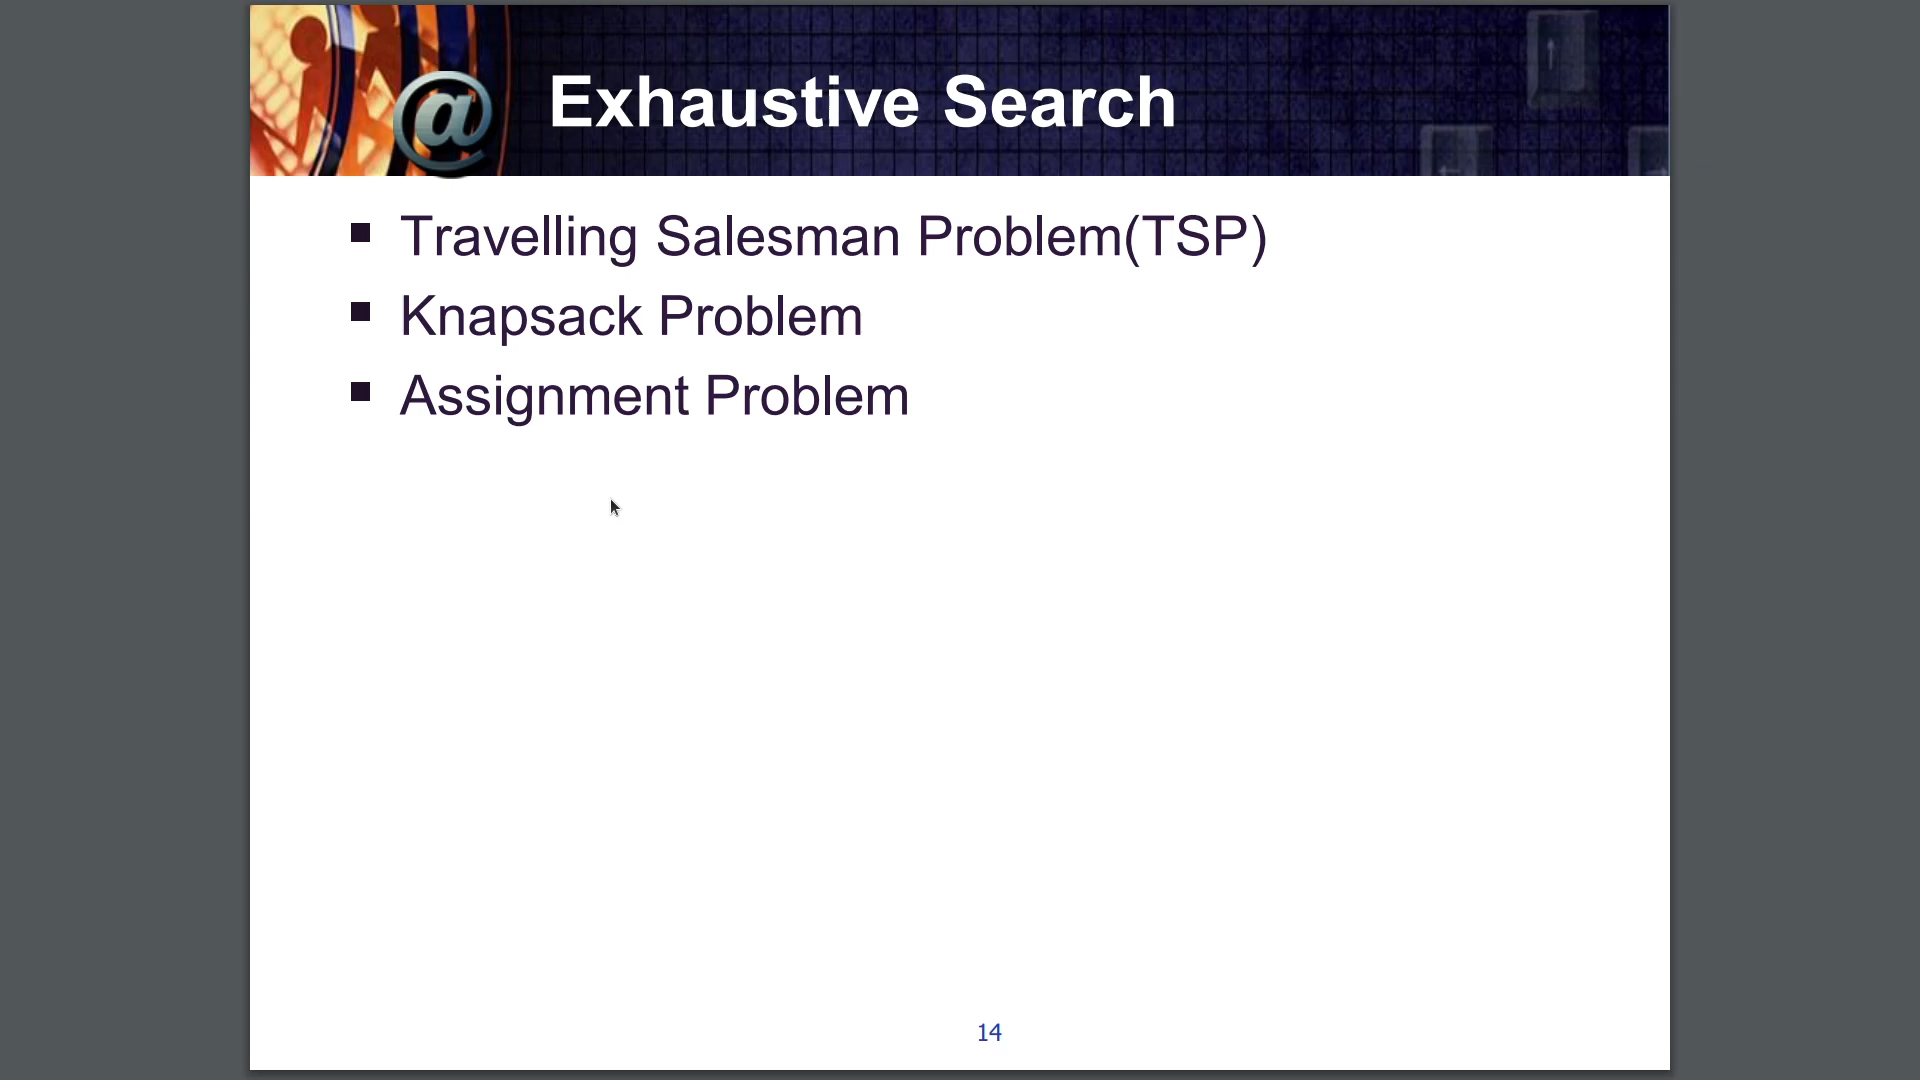 @ Exhaustive Search
Travelling Salesman Problem(TSP)
Knapsack Problem
Assignment Problem
14